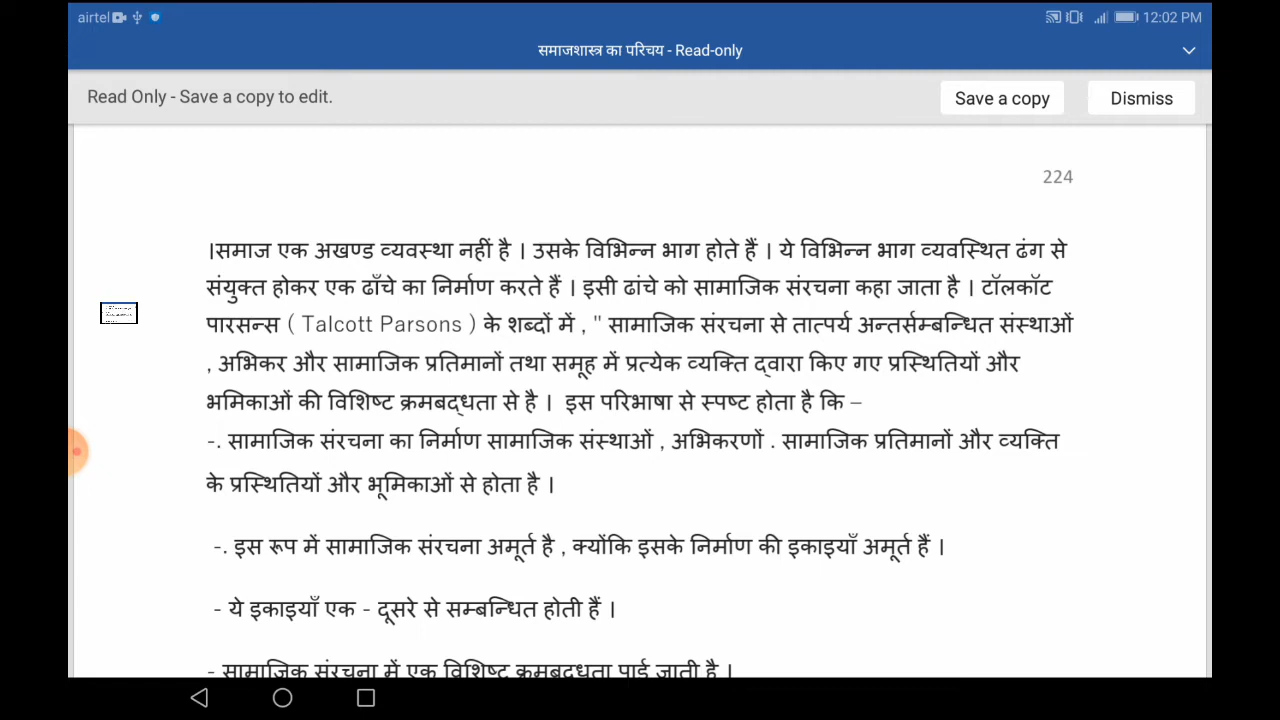 airtel
12:02 PM
समाजशास्त्र का परिचय - Read-only
Read Only - Save a copy to edit.
Save a copy
Dismiss
224
।समाज एक अखण्ड व्यवस्था नहीं है । उसके विभिन्न भाग होते हैं । ये विभिन्न भाग व्यवस्थित ढंग से
संयुक्त होकर एक ढाँचे का निर्माण करते हैं । इसी ढांचे को सामाजिक संरचना कहा जाता है । टॉलकॉट
पारसन्स ( Talcott Parsons ) के शब्दों में , " सामाजिक संरचना से तात्पर्य अन्तर्सम्बन्धित संस्थाओं
, अभिकर और सामाजिक प्रतिमानों तथा समूह में प्रत्येक व्यक्ति द्वारा किए गए प्रस्थितियों और
भमिकाओं की विशिष्ट क्रमबद्धता से है । इस परिभाषा से स्पष्ट होता है कि –
-. सामाजिक संरचना का निर्माण सामाजिक संस्थाओं , अभिकरणों . सामाजिक प्रतिमानों और व्यक्ति
के प्रस्थितियों और भूमिकाओं से होता है ।
-. इस रूप में सामाजिक संरचना अमूर्त है , क्योंकि इसके निर्माण की इकाइयाँ अमूर्त हैं ।
- ये इकाइयाँ एक - दूसरे से सम्बन्धित होती हैं ।
- सामाजिक संरचना में एक विशिष्ट क्रमबद्धता पाई जाती है ।